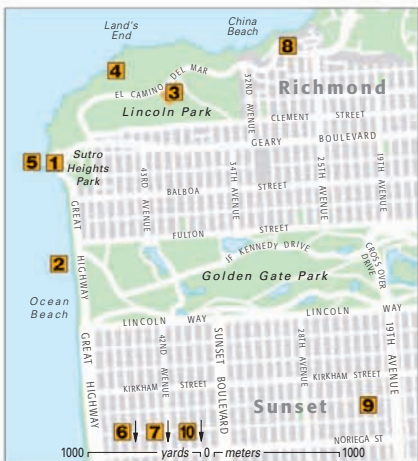 Land's
End
China
Beach
8
4
EL CAMINO DEL MAR
3
32ND AVENUE
Richmond
Lincoln Park
CLEMENT STREET
GEARY BOULEVARD
5 1
Sutro
Heights
Park
43RD AVENUE
34TH AVENUE
25TH AVENUE
19TH AVENUE
BALBOA STREET
GREAT HIGHWAY
FULTON STREET
JF KENNEDY DRIVE
CROSS OVER
DRIVE
2
Golden Gate Park
Ocean
Beach
LINCOLN WAY
LINCOLN WAY
GREAT HIGHWAY
42ND AVENUE
SUNSET BOULEVARD
28TH AVENUE
19TH AVENUE
KIRKHAM STREET
KIRKHAM STREET
Sunset
9
6 7 10
NORIEGA ST
1000 yards 0 meters 1000